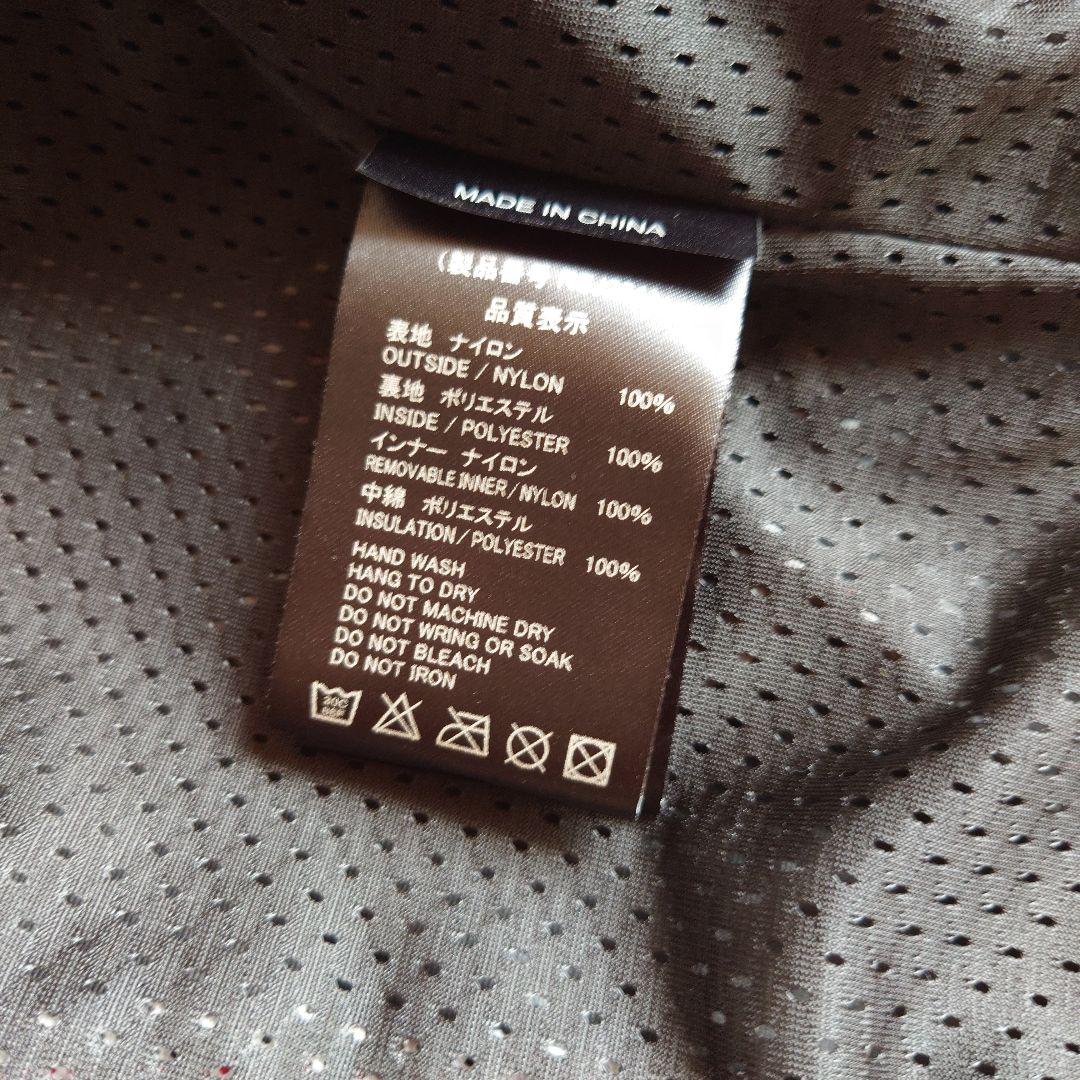 MADE IN CHINA
(製品番号
品質表示
表地 ナイロン
OUTSIDE / NYLON 100%
裏地 ポリエステル
INSIDE / POLYESTER 100%
インナー ナイロン
REMOVABLE INNER / NYLON 100%
中綿 ポリエステル
INSULATION / POLYESTER 100%
HAND WASH
HANG TO DRY
DO NOT MACHINE DRY
DO NOT WRING OR SOAK
DO NOT BLEACH
DO NOT IRON